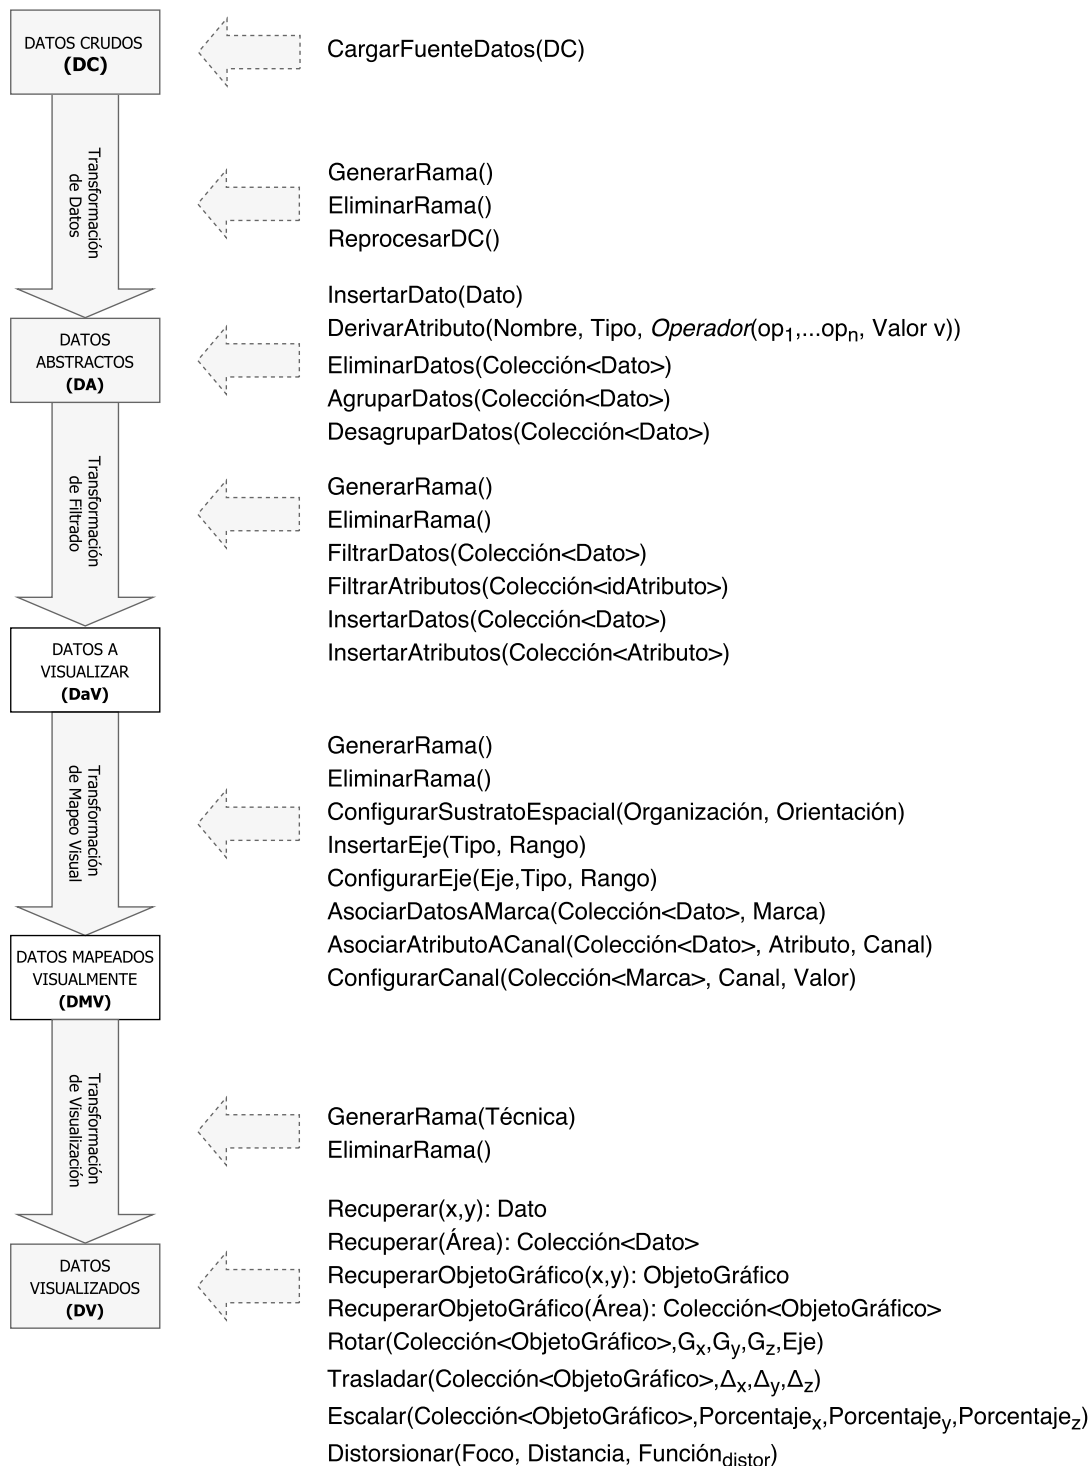 DATOS CRUDOS
(DC)
CargarFuenteDatos(DC)
Transformación
de Datos
GenerarRama()
EliminarRama()
ReprocesarDC()
DATOS
ABSTRACTOS
(DA)
InsertarDato(Dato)
DerivarAtributo(Nombre, Tipo, Operador(op1,...opn, Valor v))
EliminarDatos(Colección<Dato>)
AgruparDatos(Colección<Dato>)
DesagruparDatos(Colección<Dato>)
Transformación
de Filtrado
GenerarRama()
EliminarRama()
FiltrarDatos(Colección<Dato>)
FiltrarAtributos(Colección<idAtributo>)
InsertarDatos(Colección<Dato>)
InsertarAtributos(Colección<Atributo>)
DATOS A
VISUALIZAR
(DaV)
Transformación
de Mapeo Visual
GenerarRama()
EliminarRama()
ConfigurarSustratoEspacial(Organización, Orientación)
InsertarEje(Tipo, Rango)
ConfigurarEje(Eje,Tipo, Rango)
AsociarDatosAMarca(Colección<Dato>, Marca)
AsociarAtributoACanal(Colección<Dato>, Atributo, Canal)
ConfigurarCanal(Colección<Marca>, Canal, Valor)
DATOS MAPEADOS
VISUALMENTE
(DMV)
Transformación
de Visualización
GenerarRama(Técnica)
EliminarRama()
DATOS
VISUALIZADOS
(DV)
Recuperar(x,y): Dato
Recuperar(Área): Colección<Dato>
RecuperarObjetoGráfico(x,y): ObjetoGráfico
RecuperarObjetoGráfico(Área): Colección<ObjetoGráfico>
Rotar(Colección<ObjetoGráfico>,Gx,Gy,Gz,Eje)
Trasladar(Colección<ObjetoGráfico>,Δx,Δy,Δz)
Escalar(Colección<ObjetoGráfico>,Porcentajex,Porcentajey,Porcentajez)
Distorsionar(Foco, Distancia, Funcióndistor)